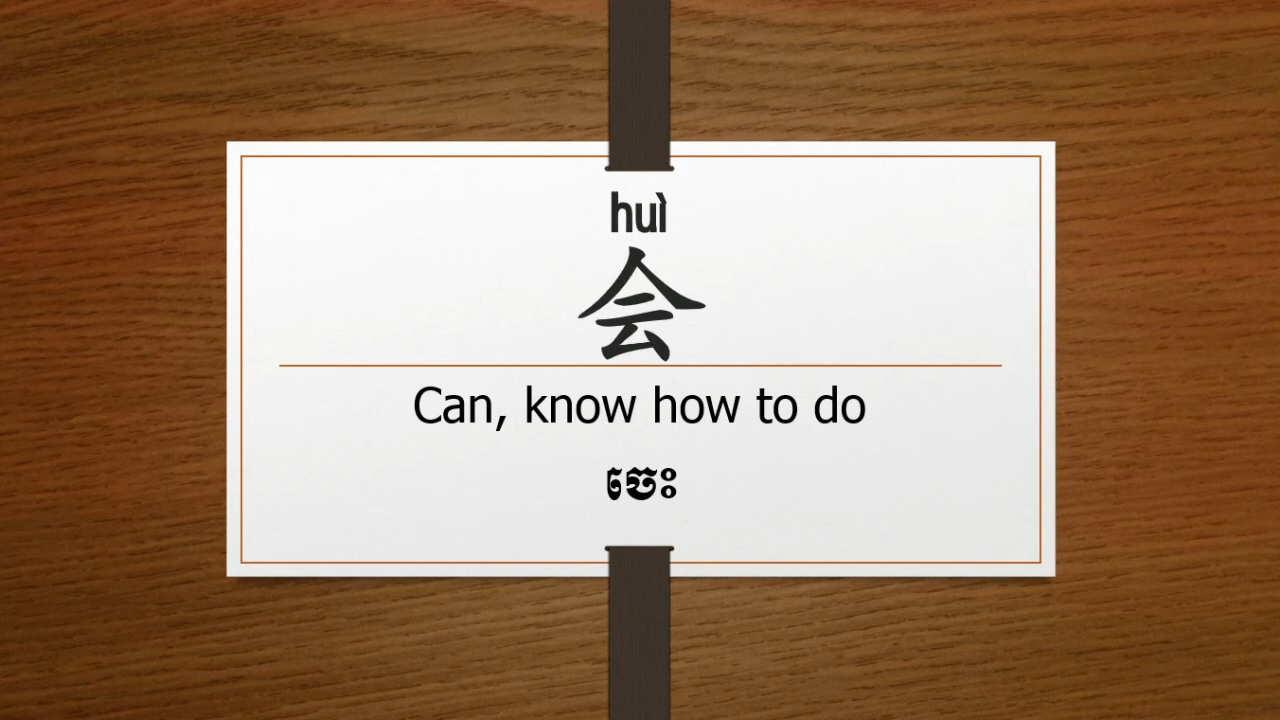 huì
会
Can, know how to do
ចេះ